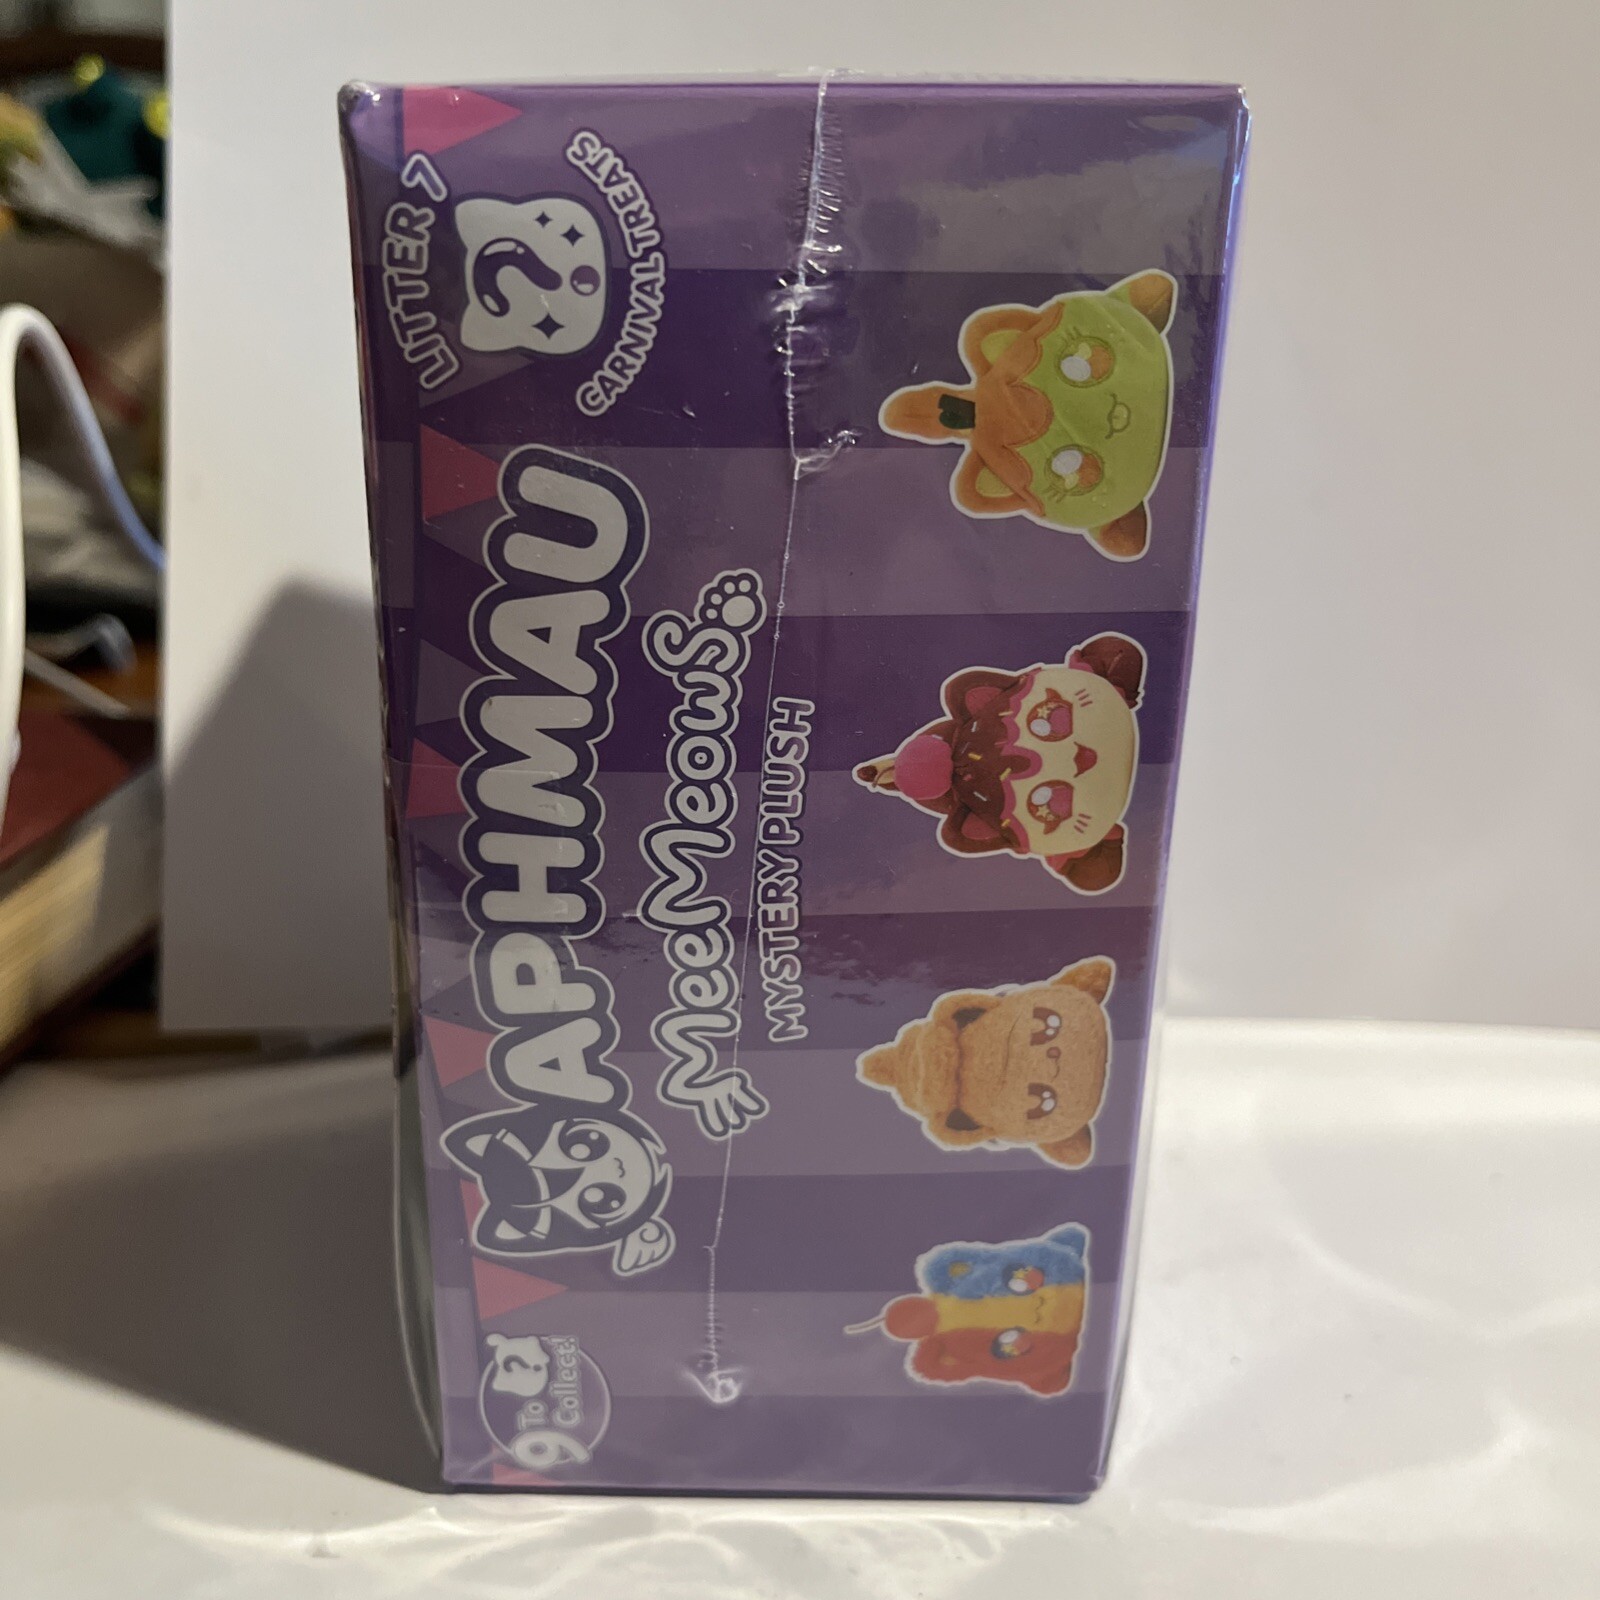 LITTER 7
?
CARNIVAL TREATS
APHMAU
MeeMeows
MYSTERY PLUSH
?
9 To
Collect!